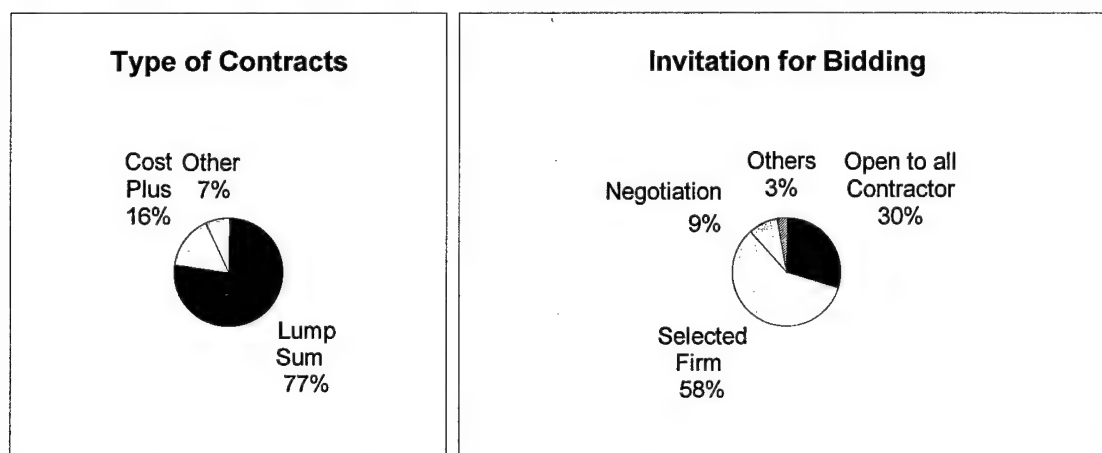 Type of Contracts
Cost
Plus
16%
Other
7%
Lump
Sum
77%
Invitation for Bidding
Negotiation
9%
Others
3%
Open to all
Contractor
30%
Selected
Firm
58%